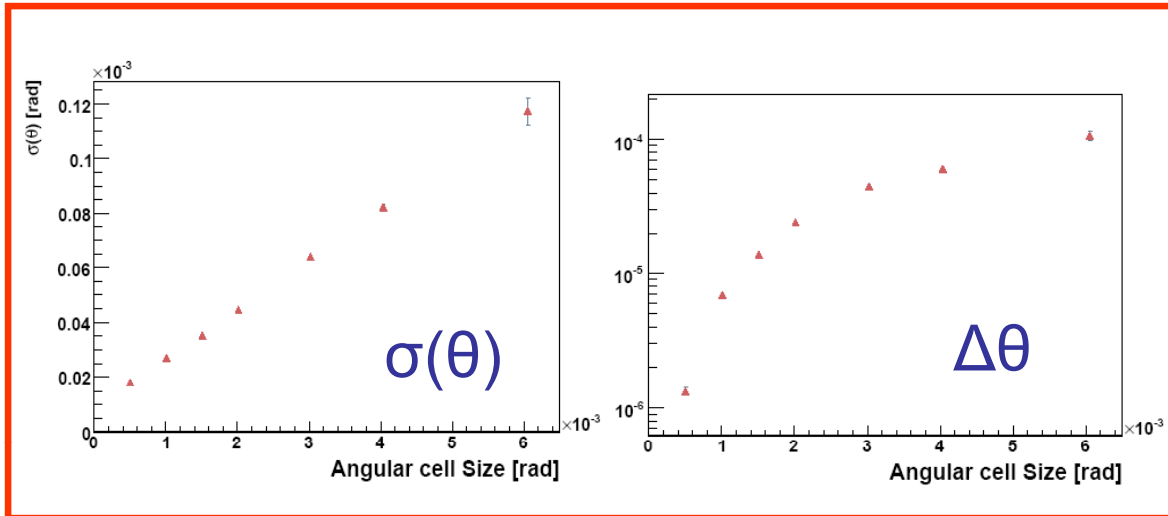 ×10⁻³
σ(θ) [rad]
0.12
0.1
0.08
0.06
0.04
0.02
0
σ(θ)
0 1 2 3 4 5 6 ×10⁻³
Angular cell Size [rad]
10⁻⁴
10⁻⁵
10⁻⁶
Δθ
0 1 2 3 4 5 6 ×10⁻³
Angular cell Size [rad]